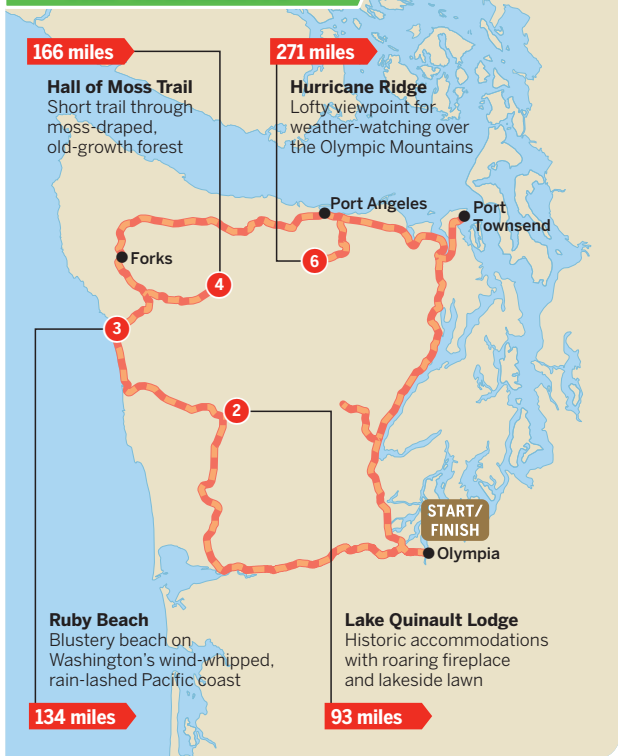 166 miles
Hall of Moss Trail
Short trail through
moss-draped,
old-growth forest
271 miles
Hurricane Ridge
Lofty viewpoint for
weather-watching over
the Olympic Mountains
Port Angeles
Port
Townsend
Forks
6
4
3
2
START/
FINISH
Olympia
Ruby Beach
Blustery beach on
Washington's wind-whipped,
rain-lashed Pacific coast
134 miles
Lake Quinault Lodge
Historic accommodations
with roaring fireplace
and lakeside lawn
93 miles